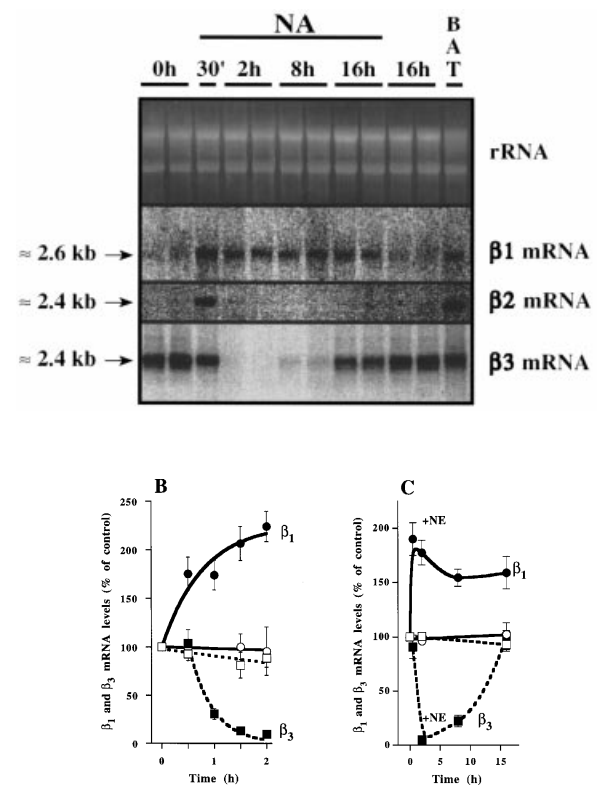 NA
BAT
0h 30' 2h 8h 16h 16h
rRNA
≈ 2.6 kb → β1 mRNA
≈ 2.4 kb → β2 mRNA
≈ 2.4 kb → β3 mRNA
B
β1 and β3 mRNA levels (% of control)
250
200
150
100
50
0
β1
β3
0 1 2
Time (h)
C
β1 and β3 mRNA levels (% of control)
200
150
100
50
0
+NE
β1
+NE
β3
0 5 10 15
Time (h)